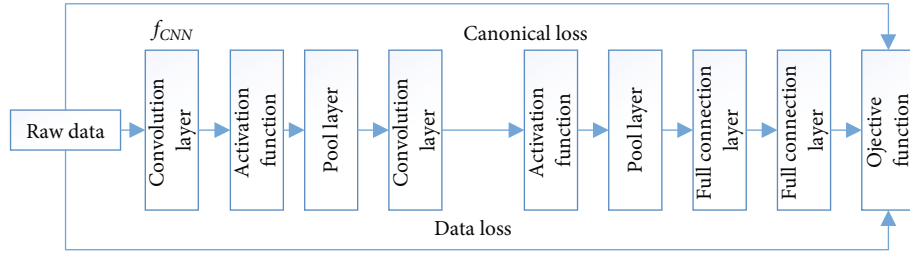 f_CNN
Canonical loss
Raw data
Convolution
layer
Activation
function
Pool layer
Convolution
layer
Activation
function
Pool layer
Full connection
layer
Full connection
layer
Ojective
function
Data loss